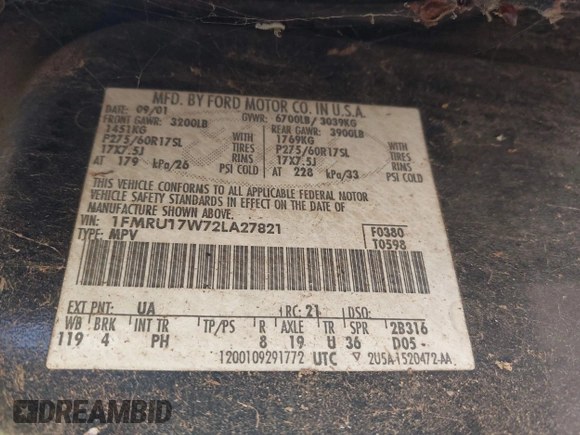 MFD. BY FORD MOTOR CO. IN U.S.A.
DATE: 09/01 GVWR: 6700LB/ 3039KG
FRONT GAWR: 3200LB REAR GAWR: 3900LB
1451KG WITH 1769KG WITH
P275/60R17SL TIRES P275/60R17SL TIRES
17X7.5J RIMS 17X7.5J RIMS
AT 179 kPa/26 PSI COLD AT 228 kPa/33 PSI COLD
THIS VEHICLE CONFORMS TO ALL APPLICABLE FEDERAL MOTOR
VEHICLE SAFETY STANDARDS IN EFFECT ON THE DATE OF
MANUFACTURE SHOWN ABOVE.
VIN: 1FMRU17W72LA27821 F0380
TYPE: MPV T0598
EXT PNT: UA RC: 21 DSO:
WB BRK INT TR TP/PS R AXLE TR SPR 2B316
119 4 PH 8 19 U 36 D05-
1200109291772 UTC 2U5A-1520472-AA
DREAMBID